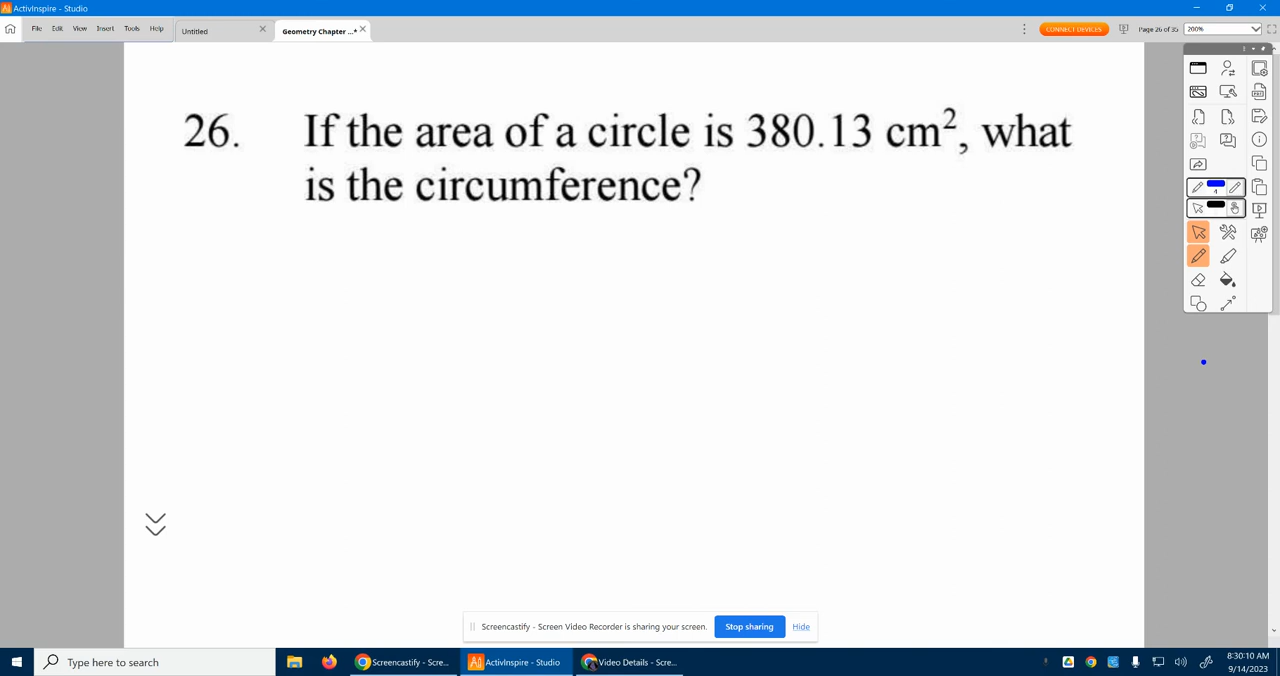 ActivInspire - Studio
File Edit View Insert Tools Help
Untitled
Geometry Chapter ...*
CONNECT DEVICES
Page 26 of 35
200%
4
26. If the area of a circle is 380.13 cm², what
is the circumference?
Screencastify - Screen Video Recorder is sharing your screen.
Stop sharing
Hide
Type here to search
Screencastify - Scre...
ActivInspire - Studio
Video Details - Scre...
8:30:10 AM
9/14/2023